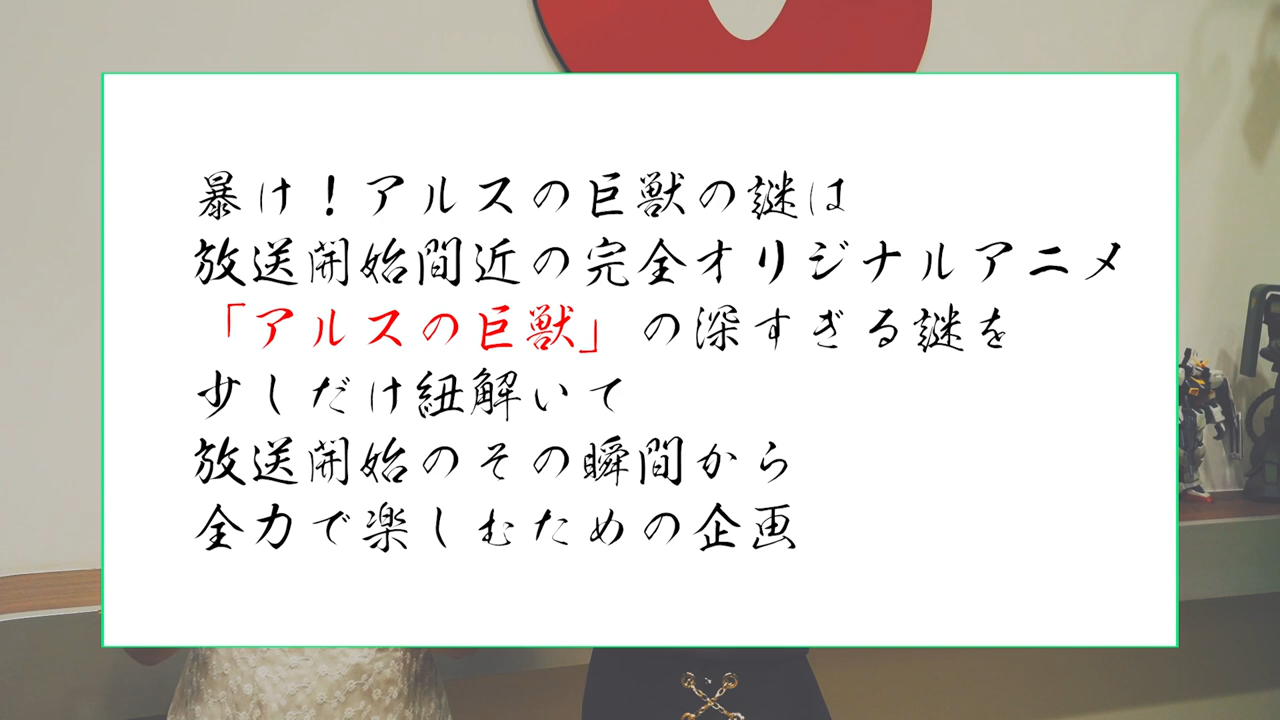 暴け!アルスの巨獣の謎は
放送開始間近の完全オリジナルアニメ
「アルスの巨獣」の深すぎる謎を
少しだけ紐解いて
放送開始のその瞬間から
全力で楽しむための企画